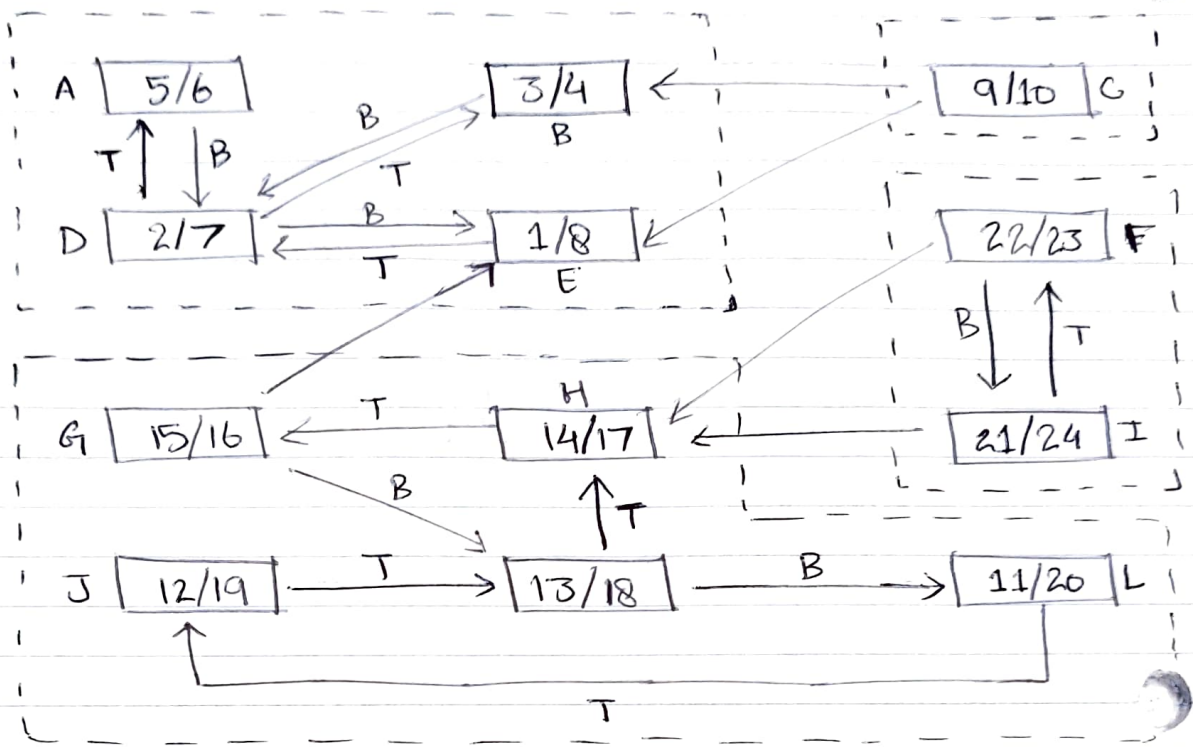 A 5/6 3/4 9/10 C
B
T B T B
D 2/7 B 1/8 22/23 F
T E
B T
H
G 15/16 T 14/17 21/24 I
B T
J 12/19 T 13/18 B 11/20 L
T